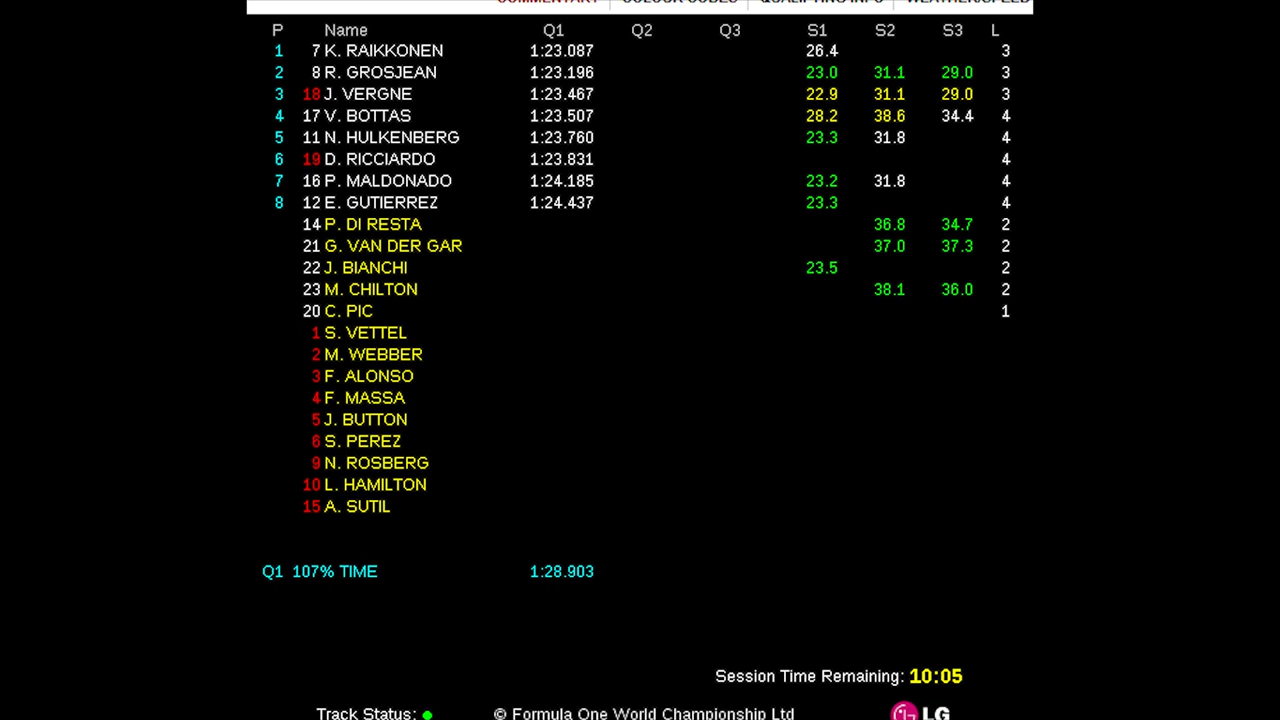 COMMENTARY COLOUR CODES QUALIFYING INFO WEATHER/SPEED
P Name Q1 Q2 Q3 S1 S2 S3 L
1 7 K. RAIKKONEN 1:23.087 26.4 3
2 8 R. GROSJEAN 1:23.196 23.0 31.1 29.0 3
3 18 J. VERGNE 1:23.467 22.9 31.1 29.0 3
4 17 V. BOTTAS 1:23.507 28.2 38.6 34.4 4
5 11 N. HULKENBERG 1:23.760 23.3 31.8 4
6 19 D. RICCIARDO 1:23.831 4
7 16 P. MALDONADO 1:24.185 23.2 31.8 4
8 12 E. GUTIERREZ 1:24.437 23.3 4
14 P. DI RESTA 36.8 34.7 2
21 G. VAN DER GAR 37.0 37.3 2
22 J. BIANCHI 23.5 2
23 M. CHILTON 38.1 36.0 2
20 C. PIC 1
1 S. VETTEL
2 M. WEBBER
3 F. ALONSO
4 F. MASSA
5 J. BUTTON
6 S. PEREZ
9 N. ROSBERG
10 L. HAMILTON
15 A. SUTIL
Q1 107% TIME 1:28.903
Session Time Remaining: 10:05
Track Status: © Formula One World Championship Ltd LG